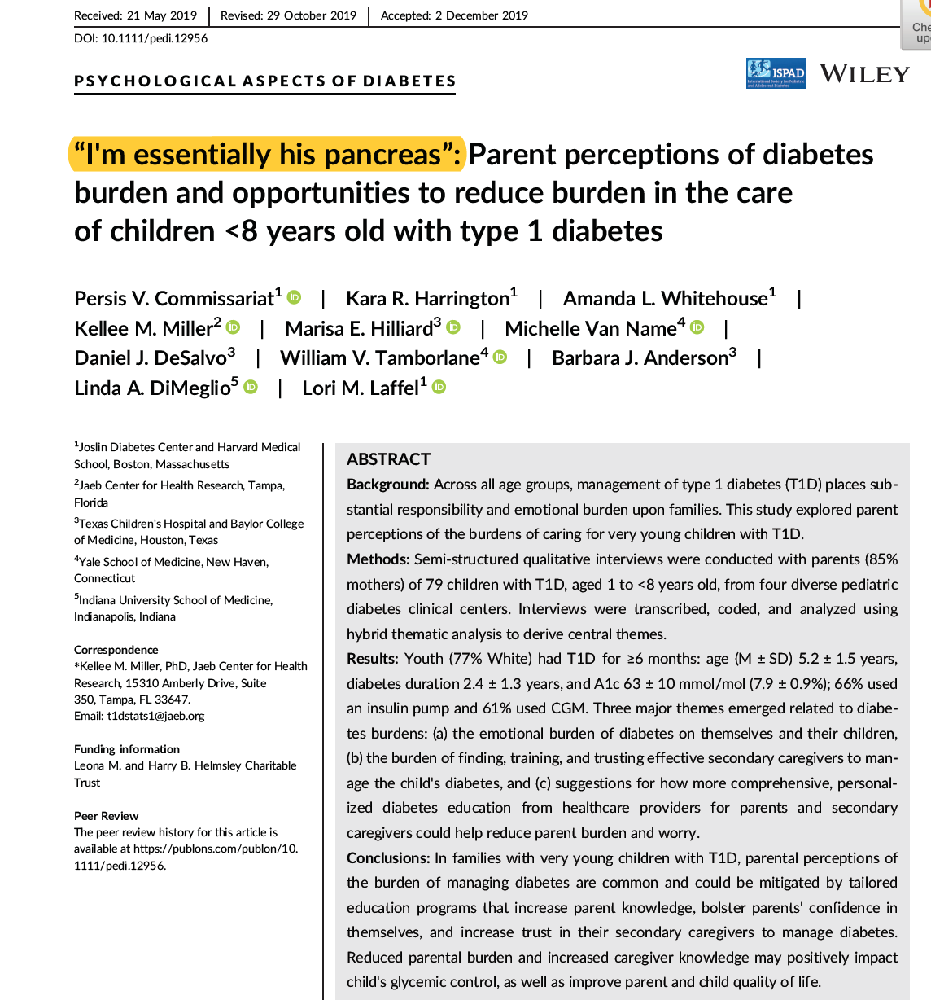 Received: 21 May 2019 | Revised: 29 October 2019 | Accepted: 2 December 2019
DOI: 10.1111/pedi.12956
PSYCHOLOGICAL ASPECTS OF DIABETES
ISPAD
International Society for Pediatric
and Adolescent Diabetes
WILEY
“I'm essentially his pancreas”: Parent perceptions of diabetes
burden and opportunities to reduce burden in the care
of children <8 years old with type 1 diabetes
Persis V. Commissariat1 iD | Kara R. Harrington1 | Amanda L. Whitehouse1 |
Kellee M. Miller2 iD | Marisa E. Hilliard3 iD | Michelle Van Name4 iD |
Daniel J. DeSalvo3 | William V. Tamborlane4 iD | Barbara J. Anderson3 |
Linda A. DiMeglio5 iD | Lori M. Laffel1 iD
1Joslin Diabetes Center and Harvard Medical
School, Boston, Massachusetts
2Jaeb Center for Health Research, Tampa,
Florida
3Texas Children's Hospital and Baylor College
of Medicine, Houston, Texas
4Yale School of Medicine, New Haven,
Connecticut
5Indiana University School of Medicine,
Indianapolis, Indiana
Correspondence
*Kellee M. Miller, PhD, Jaeb Center for Health
Research, 15310 Amberly Drive, Suite
350, Tampa, FL 33647.
Email: t1dstats1@jaeb.org
Funding information
Leona M. and Harry B. Helmsley Charitable
Trust
Peer Review
The peer review history for this article is
available at https://publons.com/publon/10.
1111/pedi.12956.
ABSTRACT
Background: Across all age groups, management of type 1 diabetes (T1D) places sub-
stantial responsibility and emotional burden upon families. This study explored parent
perceptions of the burdens of caring for very young children with T1D.
Methods: Semi-structured qualitative interviews were conducted with parents (85%
mothers) of 79 children with T1D, aged 1 to <8 years old, from four diverse pediatric
diabetes clinical centers. Interviews were transcribed, coded, and analyzed using
hybrid thematic analysis to derive central themes.
Results: Youth (77% White) had T1D for ≥6 months: age (M ± SD) 5.2 ± 1.5 years,
diabetes duration 2.4 ± 1.3 years, and A1c 63 ± 10 mmol/mol (7.9 ± 0.9%); 66% used
an insulin pump and 61% used CGM. Three major themes emerged related to diabe-
tes burdens: (a) the emotional burden of diabetes on themselves and their children,
(b) the burden of finding, training, and trusting effective secondary caregivers to man-
age the child's diabetes, and (c) suggestions for how more comprehensive, personal-
ized diabetes education from healthcare providers for parents and secondary
caregivers could help reduce parent burden and worry.
Conclusions: In families with very young children with T1D, parental perceptions of
the burden of managing diabetes are common and could be mitigated by tailored
education programs that increase parent knowledge, bolster parents' confidence in
themselves, and increase trust in their secondary caregivers to manage diabetes.
Reduced parental burden and increased caregiver knowledge may positively impact
child's glycemic control, as well as improve parent and child quality of life.